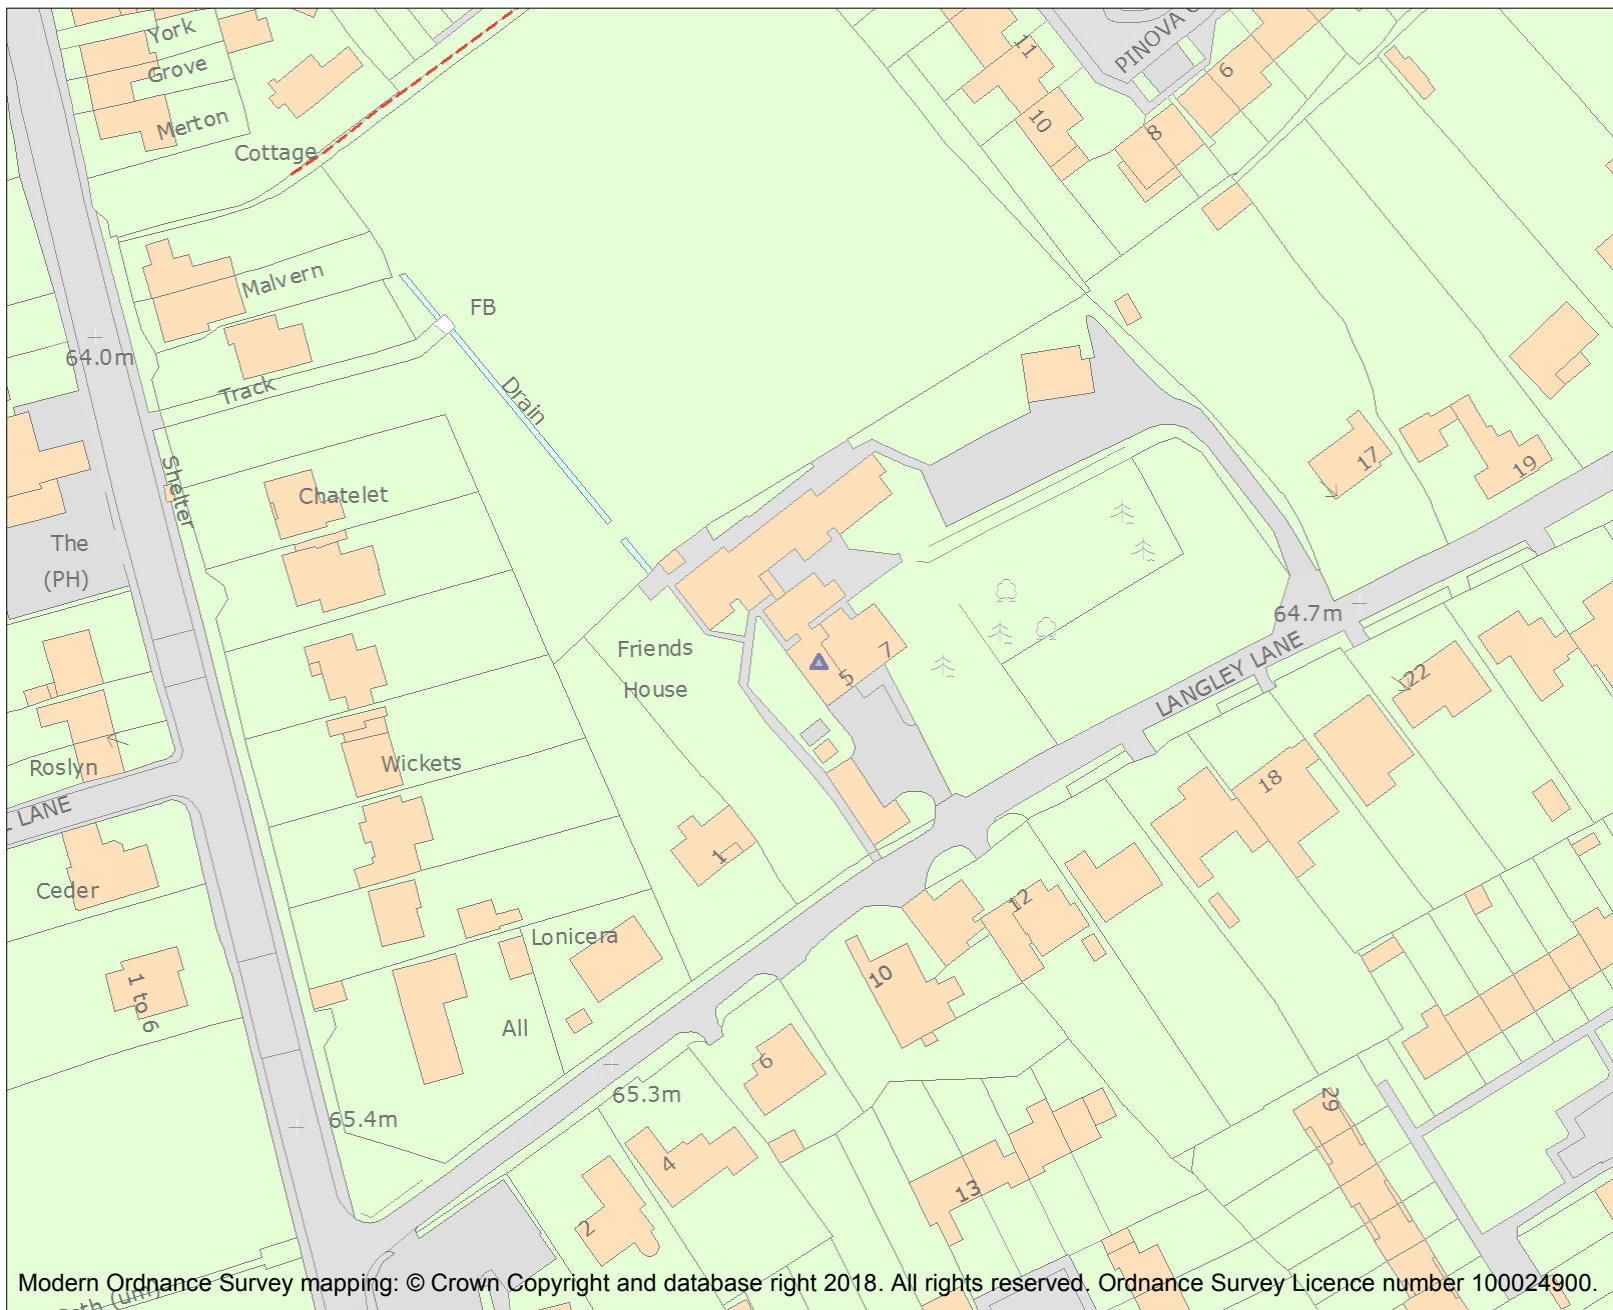 York
Grove
Merton
Cottage
11
PINOVA
6
10
8
Malvern
FB
64.0m
Track
Drain
Shelter
Chatelet
17
19
The
(PH)
64.7m
Friends
House
7
5
LANGLEY LANE
22
Roslyn
Wickets
18
LANE
1
Ceder
12
Lonicera
10
1 to 6
All
6
65.3m
65.4m
29
4
13
2
Modern Ordnance Survey mapping: © Crown Copyright and database right 2018. All rights reserved. Ordnance Survey Licence number 100024900.